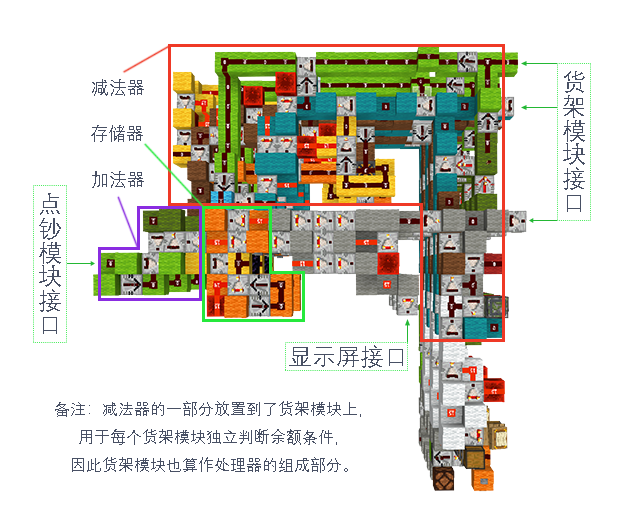 减法器
存储器
加法器
点钞模块接口
货架模块接口
显示屏接口
备注：减法器的一部分放置到了货架模块上，
用于每个货架模块独立判断余额条件，
因此货架模块也算作处理器的组成部分。